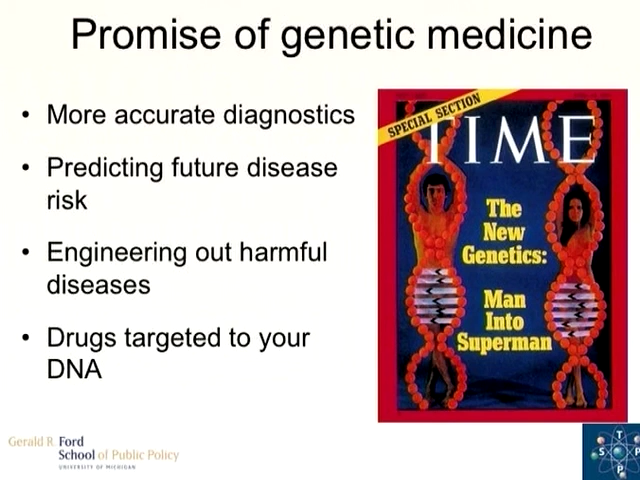 Promise of genetic medicine
• More accurate diagnostics
• Predicting future disease
risk
• Engineering out harmful
diseases
• Drugs targeted to your
DNA
SPECIAL SECTION
TIME
The
New
Genetics:
Man
Into
Superman
Gerald R. Ford
School of Public Policy
UNIVERSITY OF MICHIGAN
T
S P
P